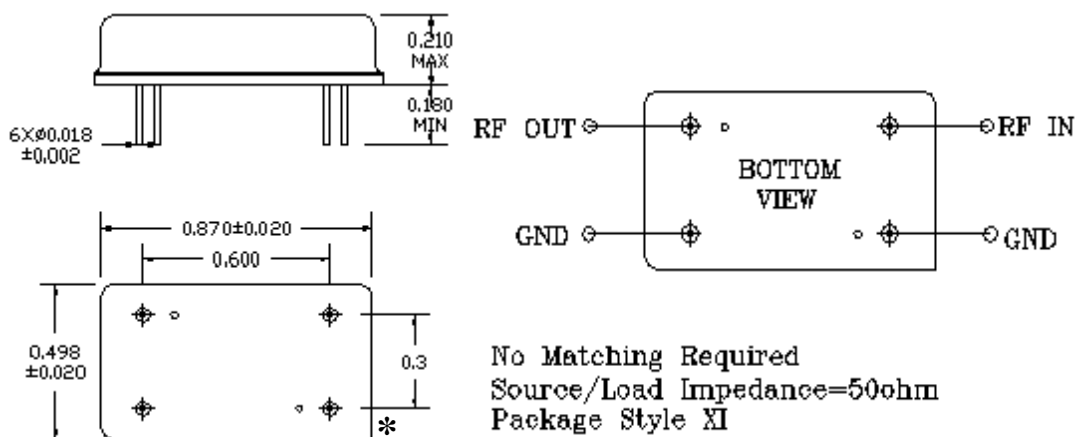 0.210
MAX
0.180
MIN
6XØ0.018
±0.002
RF OUT
RF IN
BOTTOM
VIEW
GND
GND
0.870±0.020
0.600
0.498
±0.020
0.3
*
No Matching Required
Source/Load Impedance=50ohm
Package Style XI